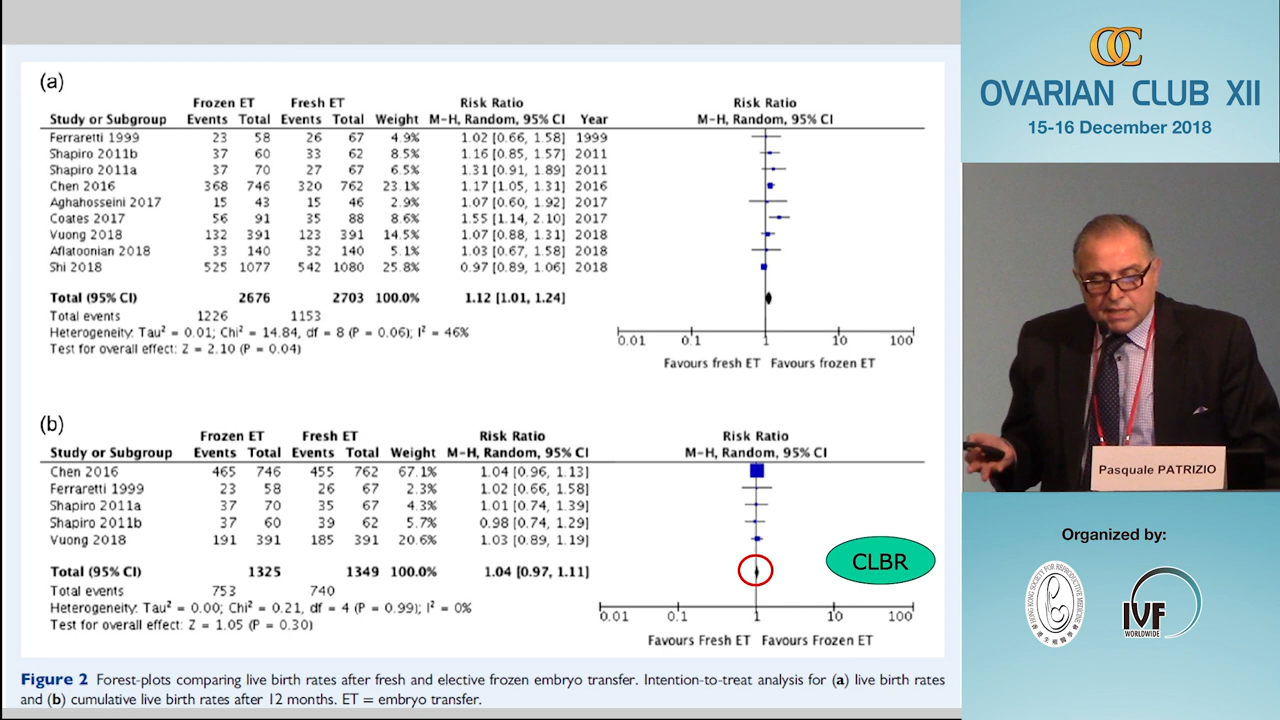 (a)
Frozen ET Fresh ET Risk Ratio Risk Ratio
Study or Subgroup Events Total Events Total Weight M-H, Random, 95% CI Year M-H, Random, 95% CI
Ferraretti 1999 23 58 26 67 4.9% 1.02 [0.66, 1.58] 1999
Shapiro 2011b 37 60 33 62 8.5% 1.16 [0.85, 1.57] 2011
Shapiro 2011a 37 70 27 67 6.5% 1.31 [0.91, 1.89] 2011
Chen 2016 368 746 320 762 23.1% 1.17 [1.05, 1.31] 2016
Aghahosseini 2017 15 43 15 46 2.9% 1.07 [0.60, 1.92] 2017
Coates 2017 56 91 35 88 8.6% 1.55 [1.14, 2.10] 2017
Vuong 2018 132 391 123 391 14.5% 1.07 [0.88, 1.31] 2018
Aflatoonian 2018 33 140 32 140 5.1% 1.03 [0.67, 1.58] 2018
Shi 2018 525 1077 542 1080 25.8% 0.97 [0.89, 1.06] 2018
Total (95% CI) 2676 2703 100.0% 1.12 [1.01, 1.24]
Total events 1226 1153
Heterogeneity: Tau² = 0.01; Chi² = 14.84, df = 8 (P = 0.06); I² = 46%
Test for overall effect: Z = 2.10 (P = 0.04)
0.01 0.1 1 10 100
Favours fresh ET Favours frozen ET
(b)
Frozen ET Fresh ET Risk Ratio Risk Ratio
Study or Subgroup Events Total Events Total Weight M-H, Random, 95% CI M-H, Random, 95% CI
Chen 2016 465 746 455 762 67.1% 1.04 [0.96, 1.13]
Ferraretti 1999 23 58 26 67 2.3% 1.02 [0.66, 1.58]
Shapiro 2011a 37 70 35 67 4.3% 1.01 [0.74, 1.39]
Shapiro 2011b 37 60 39 62 5.7% 0.98 [0.74, 1.29]
Vuong 2018 191 391 185 391 20.6% 1.03 [0.89, 1.19]
Total (95% CI) 1325 1349 100.0% 1.04 [0.97, 1.11]
Total events 753 740
Heterogeneity: Tau² = 0.00; Chi² = 0.21, df = 4 (P = 0.99); I² = 0%
Test for overall effect: Z = 1.05 (P = 0.30)
0.01 0.1 1 10 100
Favours Fresh ET Favours Frozen ET
CLBR
Figure 2 Forest-plots comparing live birth rates after fresh and elective frozen embryo transfer. Intention-to-treat analysis for (a) live birth rates
and (b) cumulative live birth rates after 12 months. ET = embryo transfer.
OC
OVARIAN CLUB XII
15-16 December 2018
Pasquale PATRIZIO
Organized by:
HONG KONG SOCIETY FOR REPRODUCTIVE MEDICINE
IVF
WORLDWIDE